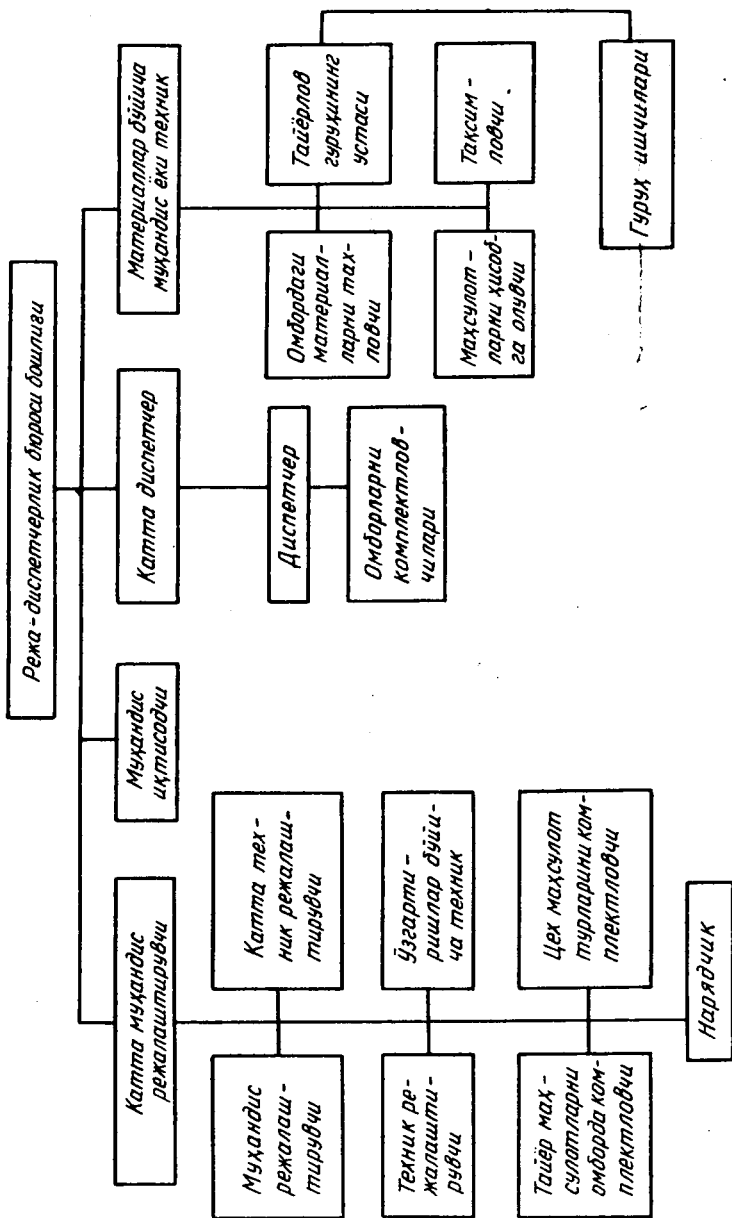 Режа-диспетчерлик бюроси бошлиғи
Катта муҳандис
режалаштирувчи
Муҳандис
иқтисодчи
Катта диспетчер
Материаллар бўйича
муҳандис ёки техник
Муҳандис
режалаш-
тирувчи
Катта тех-
ник режалаш-
тирувчи
Диспетчер
Омбордаги
материал-
ларни тах-
ловчи
Тайёрлов
гуруҳининг
устаси
Техник ре-
жалашти-
рувчи
Ўзгарти-
ришлар бўйи-
ча техник
Омборларни
комплектлов-
чилари
Маҳсулот-
ларни ҳисоб-
га олувчи
Таксим-
ловчи.
Тайёр маҳ-
сулотларни
омборда ком-
плектловчи
Цех маҳсулот
турларини ком-
плектловчи
Нарядчик
Гуруҳ ишчилари